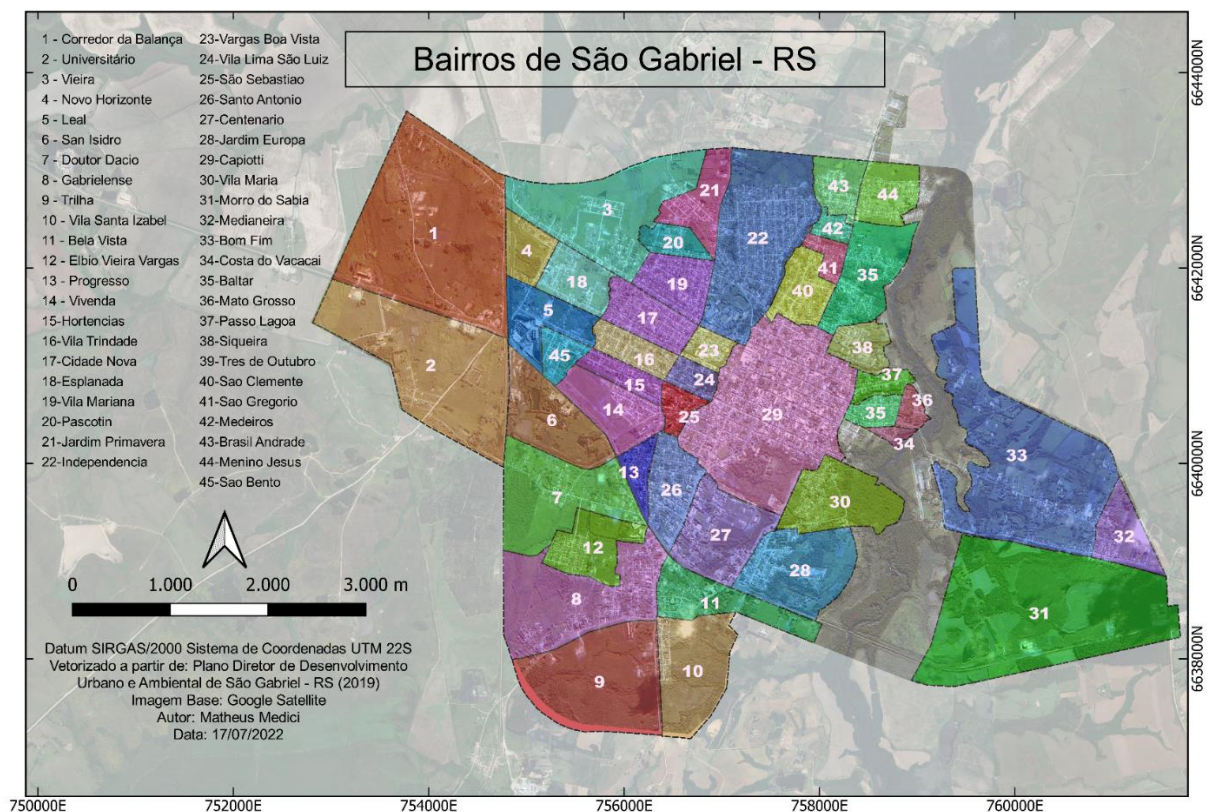 Bairros de São Gabriel - RS
1 - Corredor da Balança
2 - Universitário
3 - Vieira
4 - Novo Horizonte
5 - Leal
6 - San Isidro
7 - Doutor Dacio
8 - Gabrielense
9 - Trilha
10 - Vila Santa Izabel
11 - Bela Vista
12 - Elbio Vieira Vargas
13 - Progresso
14 - Vivenda
15-Hortencias
16-Vila Trindade
17-Cidade Nova
18-Esplanada
19-Vila Mariana
20-Pascotin
21-Jardim Primavera
22-Independencia
23-Vargas Boa Vista
24-Vila Lima São Luiz
25-São Sebastiao
26-Santo Antonio
27-Centenario
28-Jardim Europa
29-Capiotti
30-Vila Maria
31-Morro do Sabia
32-Medianeira
33-Bom Fim
34-Costa do Vacacai
35-Baltar
36-Mato Grosso
37-Passo Lagoa
38-Siqueira
39-Tres de Outubro
40-Sao Clemente
41-Sao Gregorio
42-Medeiros
43-Brasil Andrade
44-Menino Jesus
45-Sao Bento
21
43
44
3
1
42
20
22
4
41
35
18
19
40
5
17
38
23
45
16
2
37
24
15
36
14
25
29
35
6
34
33
13
26
7
30
27
32
12
28
8
11
31
10
9
0 1.000 2.000 3.000 m
Datum SIRGAS/2000 Sistema de Coordenadas UTM 22S
Vetorizado a partir de: Plano Diretor de Desenvolvimento
Urbano e Ambiental de São Gabriel - RS (2019)
Imagem Base: Google Satellite
Autor: Matheus Medici
Data: 17/07/2022
6644000N
6642000N
6640000N
6638000N
750000E 752000E 754000E 756000E 758000E 760000E